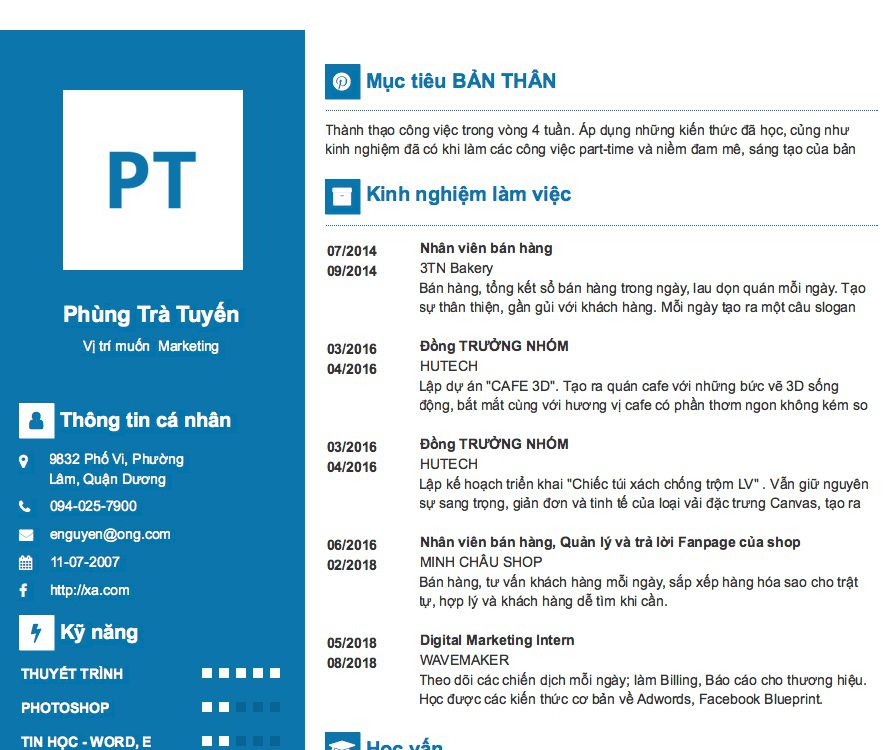 PT
Phùng Trà Tuyến
Vị trí muốn Marketing
Thông tin cá nhân
9832 Phố Vi, Phường
Lâm, Quận Dương
094-025-7900
enguyen@ong.com
11-07-2007
http://xa.com
Kỹ năng
THUYẾT TRÌNH
PHOTOSHOP
TIN HỌC - WORD, E
Mục tiêu BẢN THÂN
Thành thạo công việc trong vòng 4 tuần. Áp dụng những kiến thức đã học, củng như
kinh nghiệm đã có khi làm các công việc part-time và niềm đam mê, sáng tạo của bản
Kinh nghiệm làm việc
07/2014
09/2014
Nhân viên bán hàng
3TN Bakery
Bán hàng, tổng kết sổ bán hàng trong ngày, lau dọn quán mỗi ngày. Tạo
sự thân thiện, gần gủi với khách hàng. Mỗi ngày tạo ra một câu slogan
03/2016
04/2016
Đồng TRƯỞNG NHÓM
HUTECH
Lập dự án "CAFE 3D". Tạo ra quán cafe với những bức vẽ 3D sống
động, bắt mắt cùng với hương vị cafe có phần thơm ngon không kém so
03/2016
04/2016
Đồng TRƯỞNG NHÓM
HUTECH
Lập kế hoạch triển khai "Chiếc túi xách chống trộm LV" . Vẫn giữ nguyên
sự sang trọng, giản đơn và tinh tế của loại vải đặc trưng Canvas, tạo ra
06/2016
02/2018
Nhân viên bán hàng, Quản lý và trả lời Fanpage của shop
MINH CHÂU SHOP
Bán hàng, tư vấn khách hàng mỗi ngày, sắp xếp hàng hóa sao cho trật
tự, hợp lý và khách hàng dễ tìm khi cần.
05/2018
08/2018
Digital Marketing Intern
WAVEMAKER
Theo dõi các chiến dịch mỗi ngày; làm Billing, Báo cáo cho thương hiệu.
Học được các kiến thức cơ bản về Adwords, Facebook Blueprint.
Học vấn